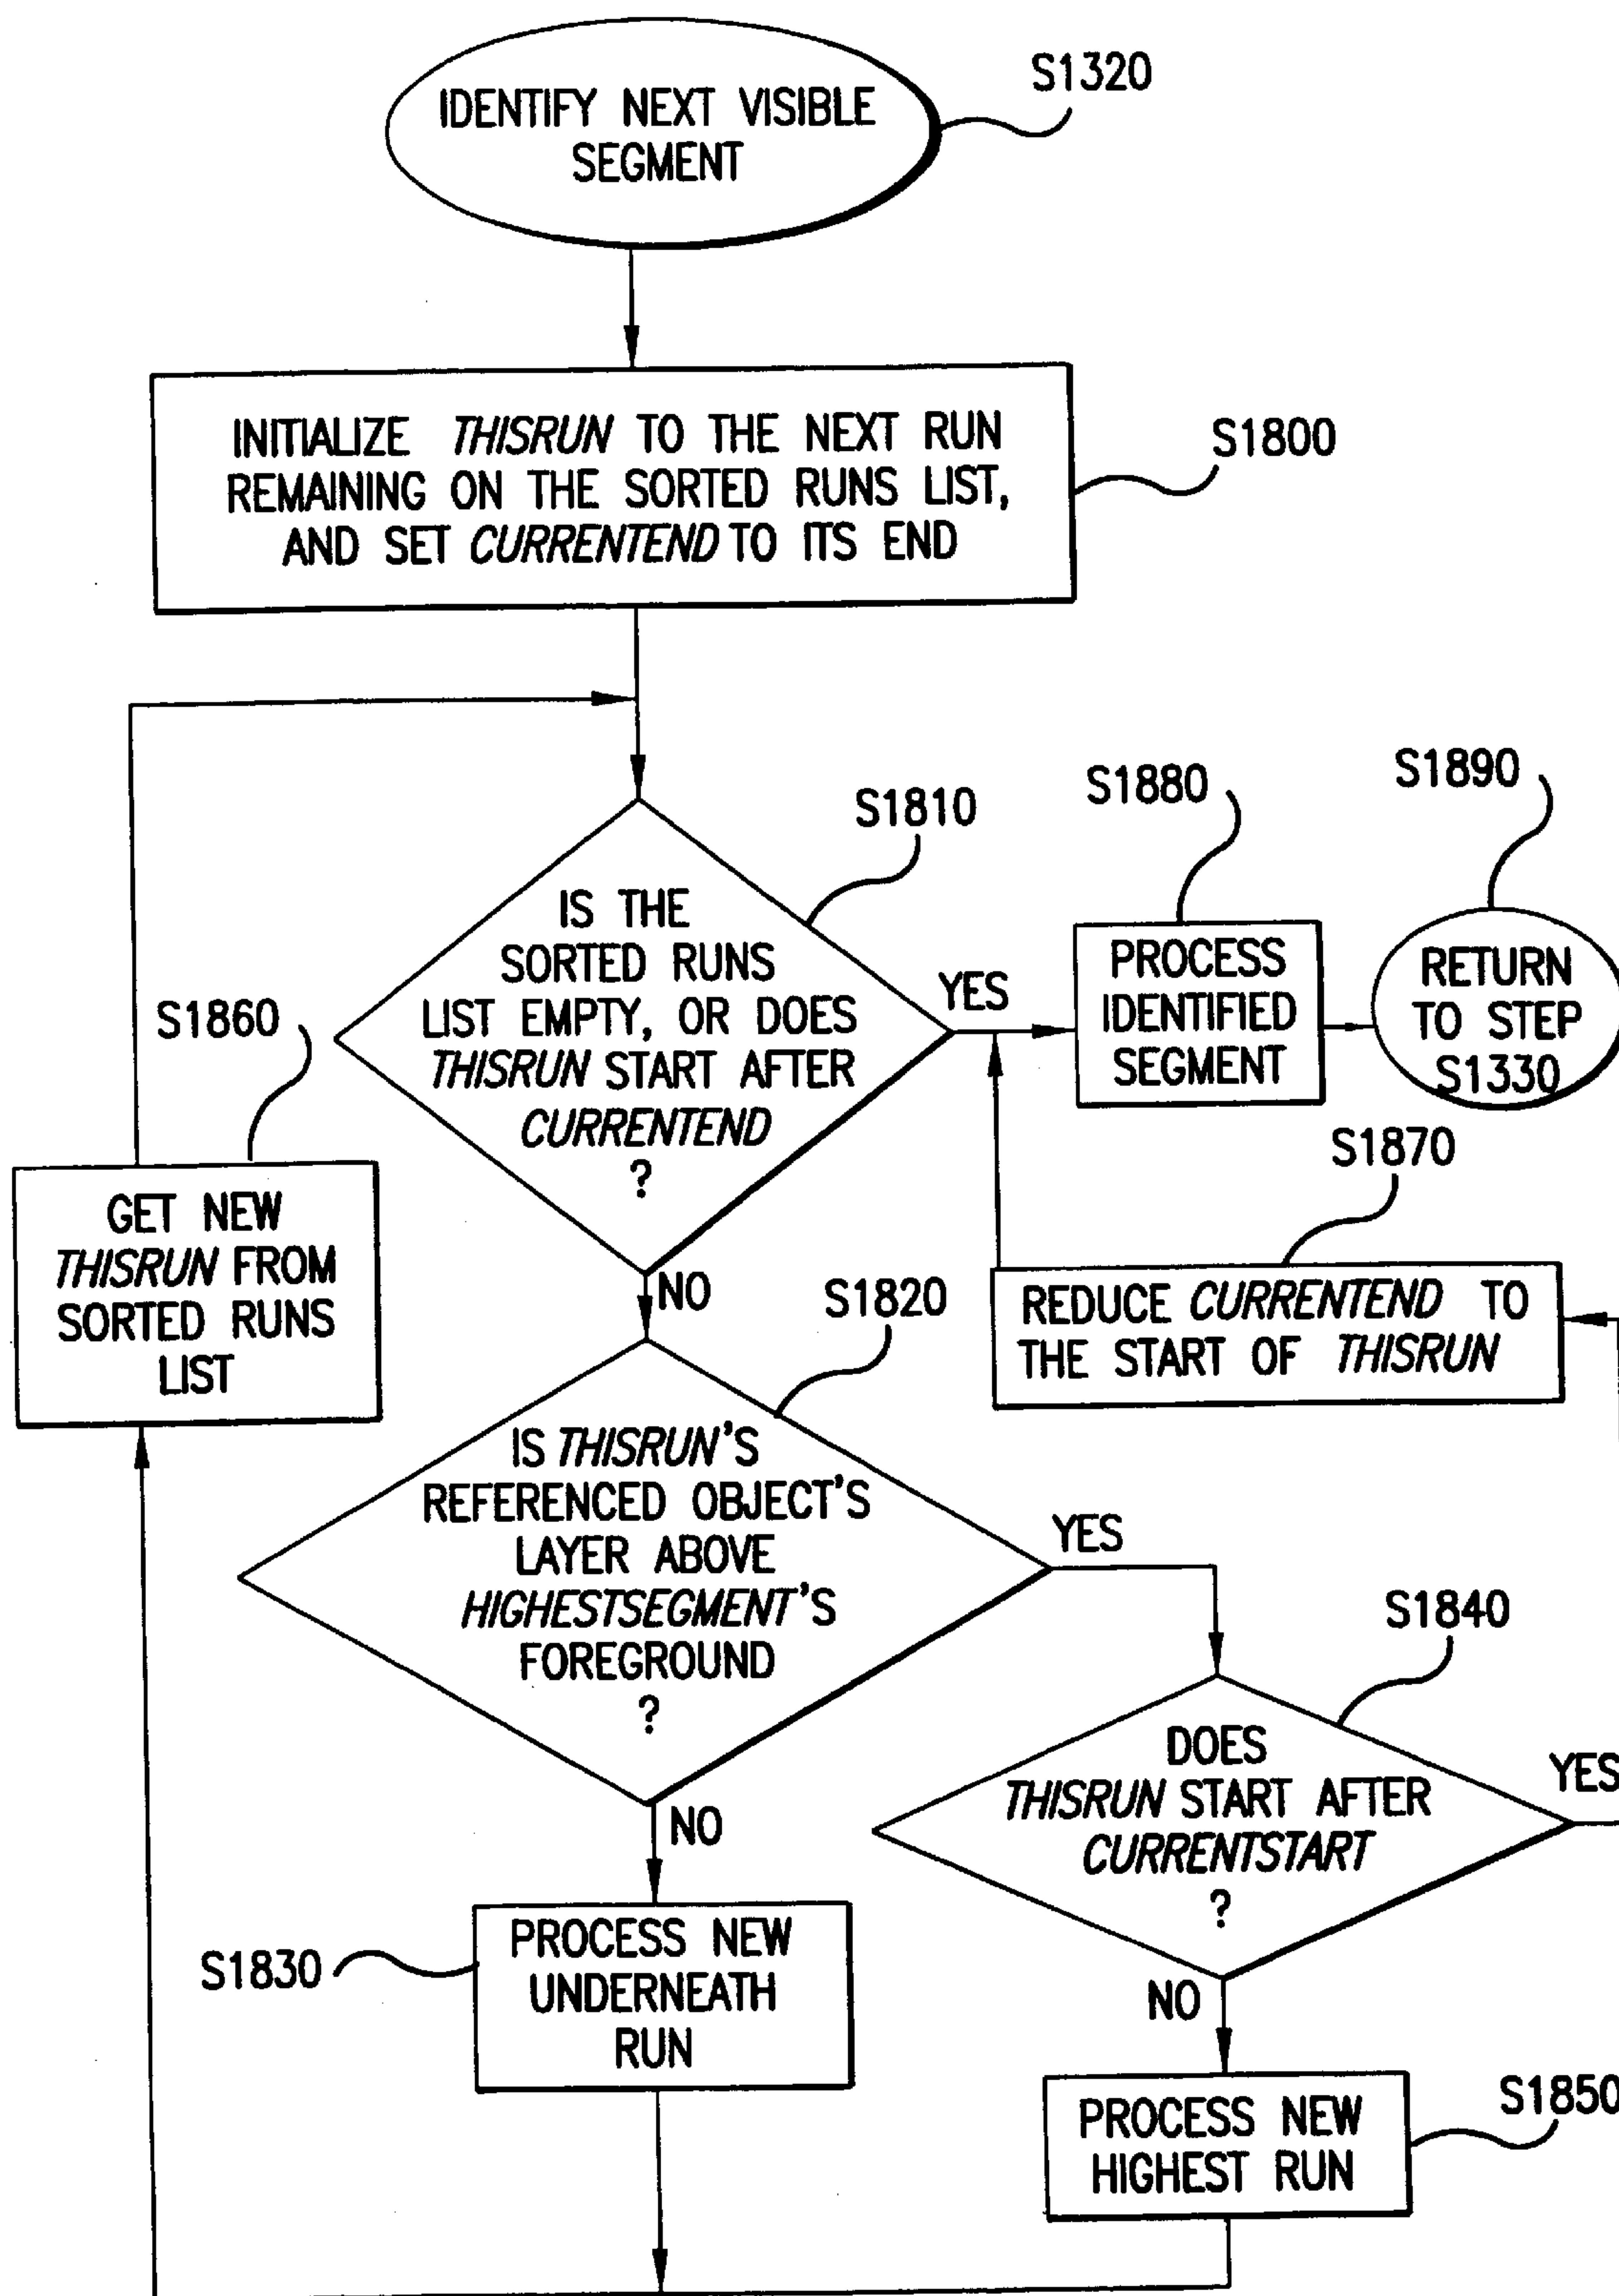 IDENTIFY NEXT VISIBLE
SEGMENT
S1320
INITIALIZE THISRUN TO THE NEXT RUN
REMAINING ON THE SORTED RUNS LIST,
AND SET CURRENTEND TO ITS END
S1800
S1810
IS THE
SORTED RUNS
LIST EMPTY, OR DOES
THISRUN START AFTER
CURRENTEND
?
YES
S1880
PROCESS
IDENTIFIED
SEGMENT
S1890
RETURN
TO STEP
S1330
S1860
GET NEW
THISRUN FROM
SORTED RUNS
LIST
NO
S1870
REDUCE CURRENTEND TO
THE START OF THISRUN
S1820
IS THISRUN'S
REFERENCED OBJECT'S
LAYER ABOVE
HIGHESTSEGMENT'S
FOREGROUND
?
YES
S1840
DOES
THISRUN START AFTER
CURRENTSTART
?
YES
NO
S1830
PROCESS NEW
UNDERNEATH
RUN
NO
S1850
PROCESS NEW
HIGHEST RUN